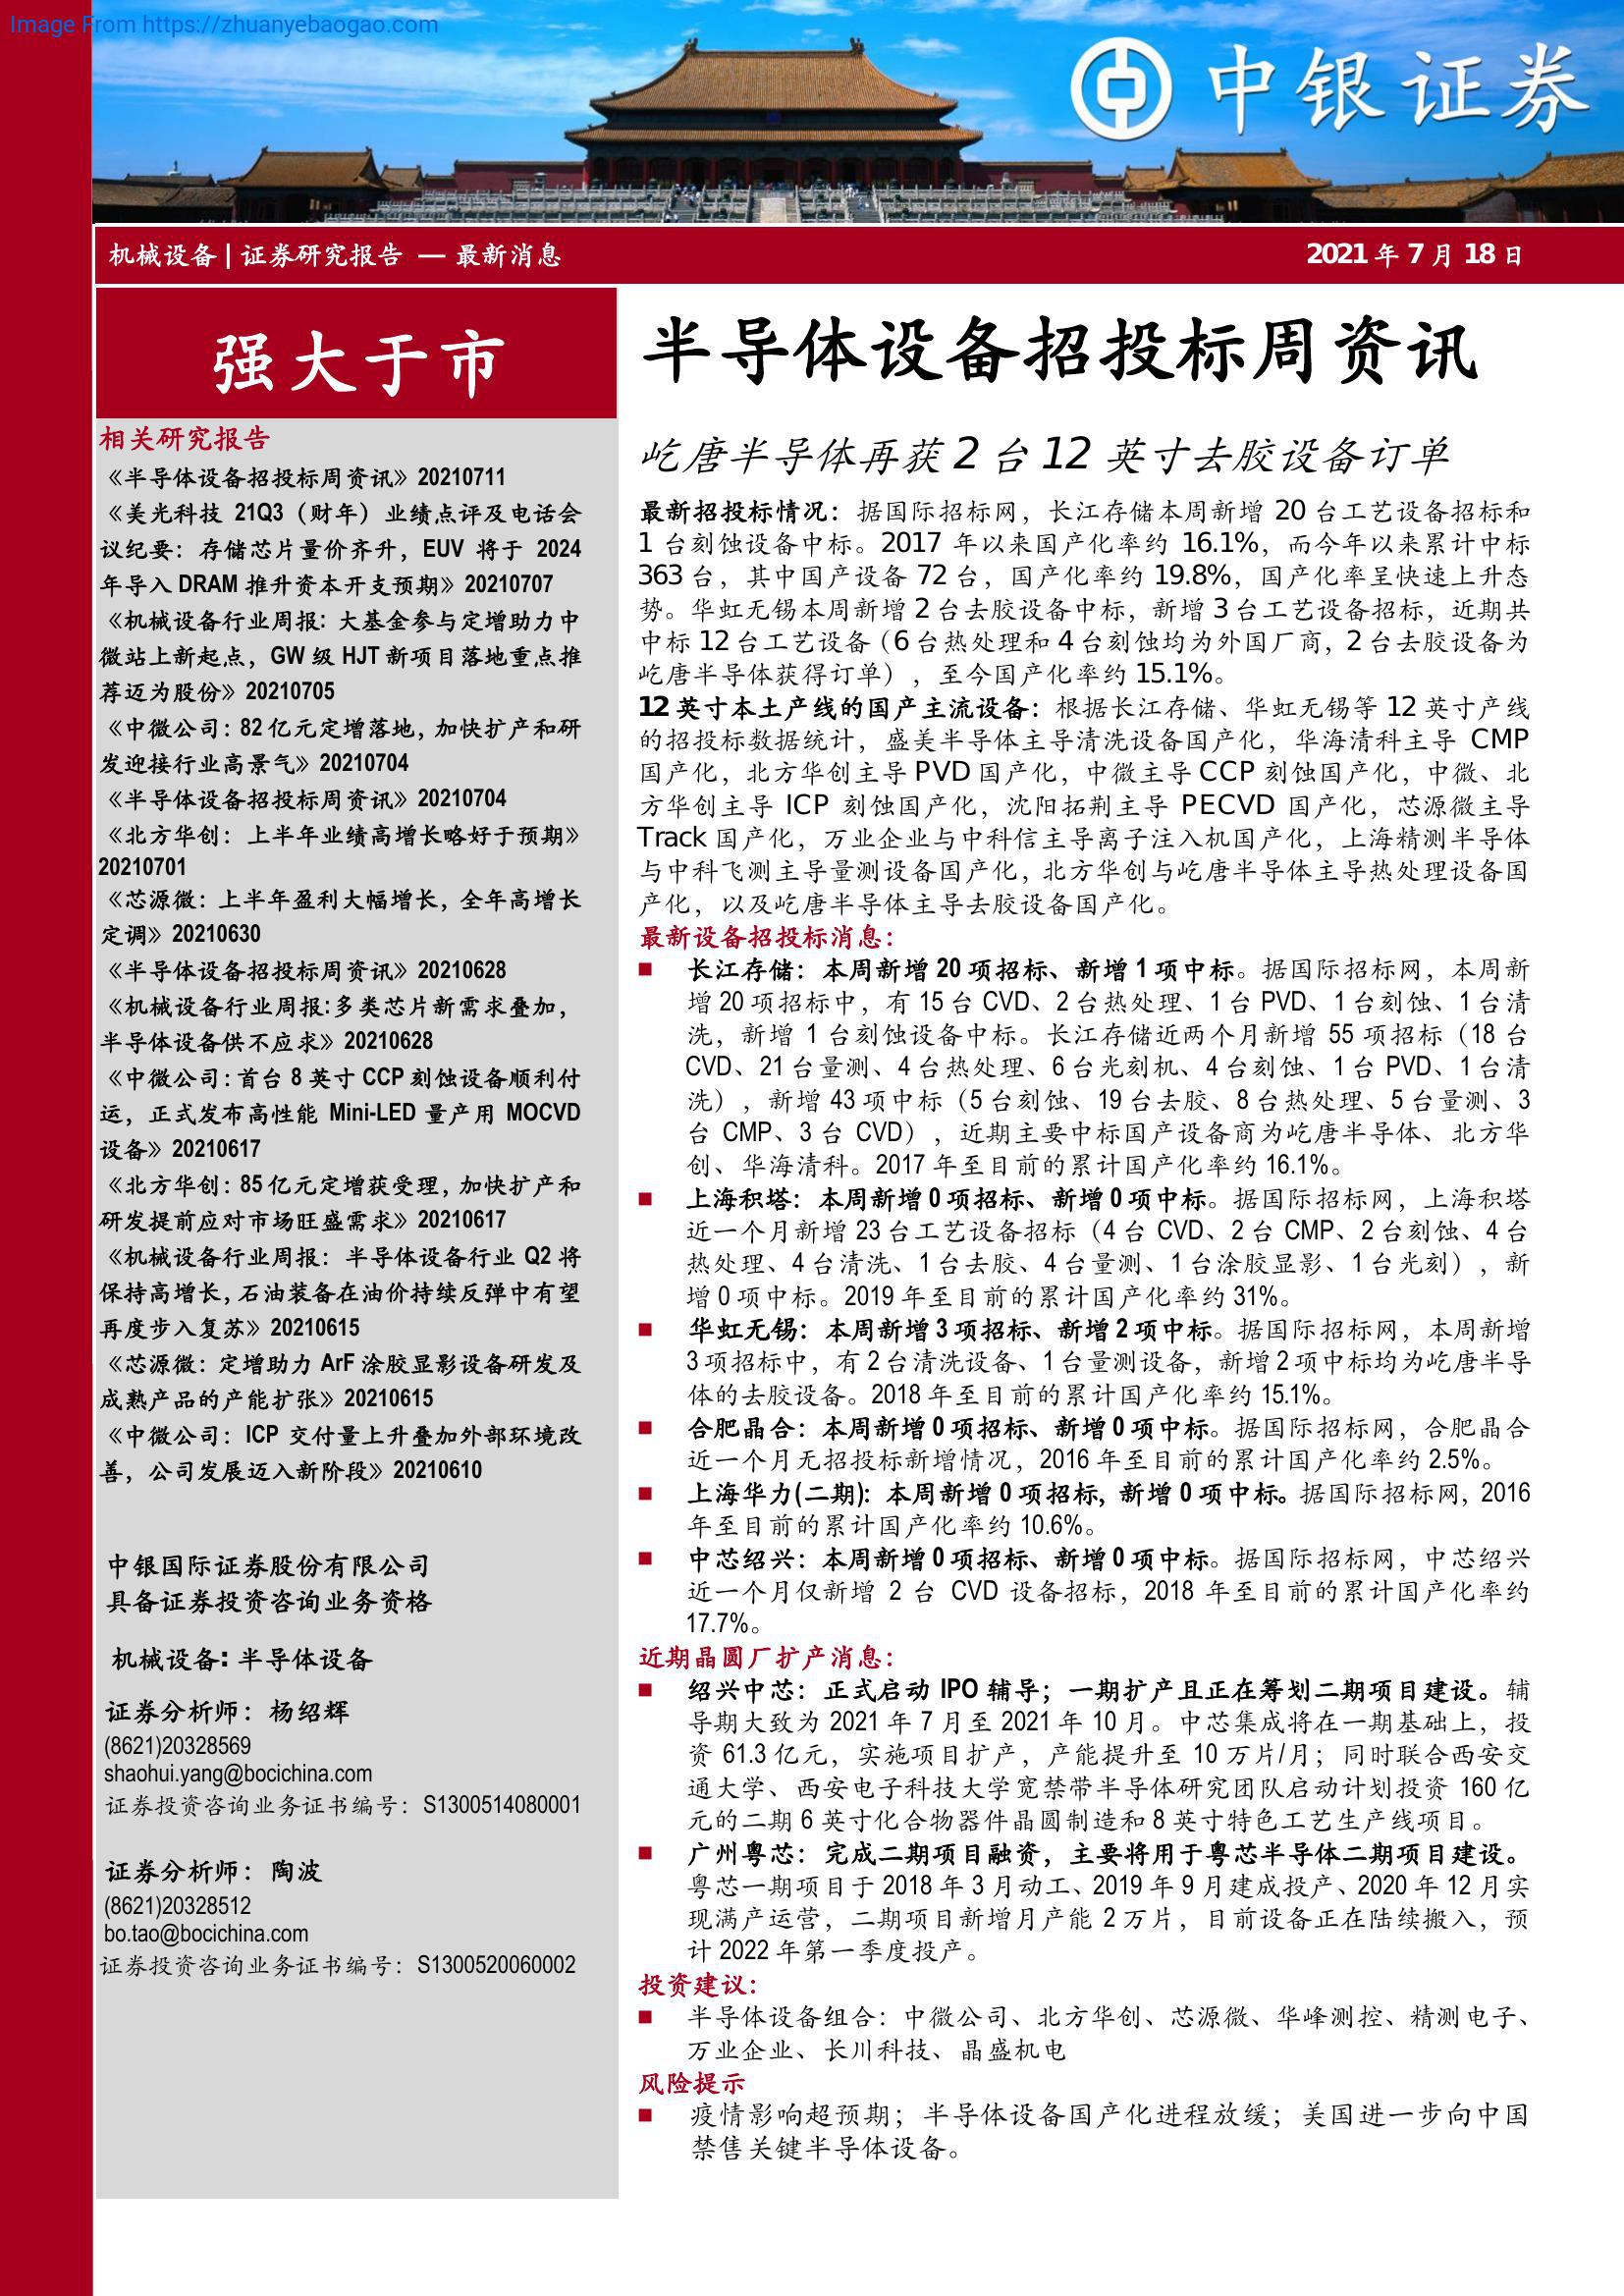 Image From https://zhuanyebaogao.com
中银证券
机械设备 | 证券研究报告 — 最新消息
2021 年 7 月 18 日
强大于市
相关研究报告
《半导体设备招投标周资讯》20210711
《美光科技 21Q3（财年）业绩点评及电话会
议纪要：存储芯片量价齐升，EUV 将于 2024
年导入 DRAM 推升资本开支预期》20210707
《机械设备行业周报：大基金参与定增助力中
微站上新起点，GW 级 HJT 新项目落地重点推
荐迈为股份》20210705
《中微公司：82 亿元定增落地，加快扩产和研
发迎接行业高景气》20210704
《半导体设备招投标周资讯》20210704
《北方华创：上半年业绩高增长略好于预期》
20210701
《芯源微：上半年盈利大幅增长，全年高增长
定调》20210630
《半导体设备招投标周资讯》20210628
《机械设备行业周报：多类芯片新需求叠加，
半导体设备供不应求》20210628
《中微公司：首台 8 英寸 CCP 刻蚀设备顺利付
运，正式发布高性能 Mini-LED 量产用 MOCVD
设备》20210617
《北方华创：85 亿元定增获受理，加快扩产和
研发提前应对市场旺盛需求》20210617
《机械设备行业周报：半导体设备行业 Q2 将
保持高增长，石油装备在油价持续反弹中有望
再度步入复苏》20210615
《芯源微：定增助力 ArF 涂胶显影设备研发及
成熟产品的产能扩张》20210615
《中微公司：ICP 交付量上升叠加外部环境改
善，公司发展迈入新阶段》20210610
中银国际证券股份有限公司
具备证券投资咨询业务资格
机械设备：半导体设备
证券分析师：杨绍辉
(8621)20328569
shaohui.yang@bocichina.com
证券投资咨询业务证书编号：S1300514080001
证券分析师：陶波
(8621)20328512
bo.tao@bocichina.com
证券投资咨询业务证书编号：S1300520060002
半导体设备招投标周资讯
屹唐半导体再获 2 台 12 英寸去胶设备订单
最新招投标情况：据国际招标网，长江存储本周新增 20 台工艺设备招标和
1 台刻蚀设备中标。2017 年以来国产化率约 16.1%，而今年以来累计中标
363 台，其中国产设备 72 台，国产化率约 19.8%，国产化率呈快速上升态
势。华虹无锡本周新增 2 台去胶设备中标，新增 3 台工艺设备招标，近期共
中标 12 台工艺设备（6 台热处理和 4 台刻蚀均为外国厂商，2 台去胶设备为
屹唐半导体获得订单），至今国产化率约 15.1%。
12 英寸本土产线的国产主流设备：根据长江存储、华虹无锡等 12 英寸产线
的招投标数据统计，盛美半导体主导清洗设备国产化，华海清科主导 CMP
国产化，北方华创主导 PVD 国产化，中微主导 CCP 刻蚀国产化，中微、北
方华创主导 ICP 刻蚀国产化，沈阳拓荆主导 PECVD 国产化，芯源微主导
Track 国产化，万业企业与中科信主导离子注入机国产化，上海精测半导体
与中科飞测主导量测设备国产化，北方华创与屹唐半导体主导热处理设备国
产化，以及屹唐半导体主导去胶设备国产化。
最新设备招投标消息：
■ 长江存储：本周新增 20 项招标、新增 1 项中标。据国际招标网，本周新
增 20 项招标中，有 15 台 CVD、2 台热处理、1 台 PVD、1 台刻蚀、1 台清
洗，新增 1 台刻蚀设备中标。长江存储近两个月新增 55 项招标（18 台
CVD、21 台量测、4 台热处理、6 台光刻机、4 台刻蚀、1 台 PVD、1 台清
洗），新增 43 项中标（5 台刻蚀、19 台去胶、8 台热处理、5 台量测、3
台 CMP、3 台 CVD），近期主要中标国产设备商为屹唐半导体、北方华
创、华海清科。2017 年至目前的累计国产化率约 16.1%。
■ 上海积塔：本周新增 0 项招标、新增 0 项中标。据国际招标网，上海积塔
近一个月新增 23 台工艺设备招标（4 台 CVD、2 台 CMP、2 台刻蚀、4 台
热处理、4 台清洗、1 台去胶、4 台量测、1 台涂胶显影、1 台光刻），新
增 0 项中标。2019 年至目前的累计国产化率约 31%。
■ 华虹无锡：本周新增 3 项招标、新增 2 项中标。据国际招标网，本周新增
3 项招标中，有 2 台清洗设备、1 台量测设备，新增 2 项中标均为屹唐半导
体的去胶设备。2018 年至目前的累计国产化率约 15.1%。
■ 合肥晶合：本周新增 0 项招标、新增 0 项中标。据国际招标网，合肥晶合
近一个月无招投标新增情况，2016 年至目前的累计国产化率约 2.5%。
■ 上海华力(二期)：本周新增 0 项招标，新增 0 项中标。据国际招标网，2016
年至目前的累计国产化率约 10.6%。
■ 中芯绍兴：本周新增 0 项招标、新增 0 项中标。据国际招标网，中芯绍兴
近一个月仅新增 2 台 CVD 设备招标，2018 年至目前的累计国产化率约
17.7%。
近期晶圆厂扩产消息：
■ 绍兴中芯：正式启动 IPO 辅导；一期扩产且正在筹划二期项目建设。辅
导期大致为 2021 年 7 月至 2021 年 10 月。中芯集成将在一期基础上，投
资 61.3 亿元，实施项目扩产，产能提升至 10 万片/月；同时联合西安交
通大学、西安电子科技大学宽禁带半导体研究团队启动计划投资 160 亿
元的二期 6 英寸化合物器件晶圆制造和 8 英寸特色工艺生产线项目。
■ 广州粤芯：完成二期项目融资，主要将用于粤芯半导体二期项目建设。
粤芯一期项目于 2018 年 3 月动工、2019 年 9 月建成投产、2020 年 12 月实
现满产运营，二期项目新增月产能 2 万片，目前设备正在陆续搬入，预
计 2022 年第一季度投产。
投资建议：
■ 半导体设备组合：中微公司、北方华创、芯源微、华峰测控、精测电子、
万业企业、长川科技、晶盛机电
风险提示
■ 疫情影响超预期；半导体设备国产化进程放缓；美国进一步向中国
禁售关键半导体设备。